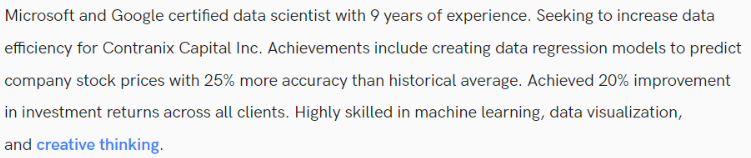 Microsoft and Google certified data scientist with 9 years of experience. Seeking to increase data
efficiency for Contranix Capital Inc. Achievements include creating data regression models to predict
company stock prices with 25% more accuracy than historical average. Achieved 20% improvement
in investment returns across all clients. Highly skilled in machine learning, data visualization,
and creative thinking.